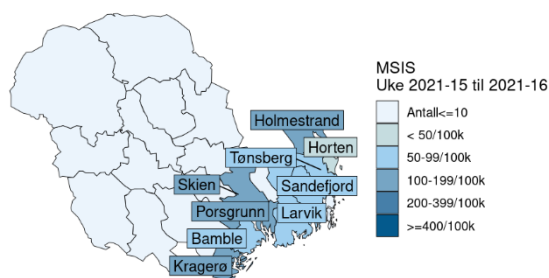 MSIS
Uke 2021-15 til 2021-16
Antall<=10
< 50/100k
50-99/100k
100-199/100k
200-399/100k
>=400/100k
Holmestrand
Horten
Tønsberg
Skien
Sandefjord
Porsgrunn
Larvik
Bamble
Kragerø